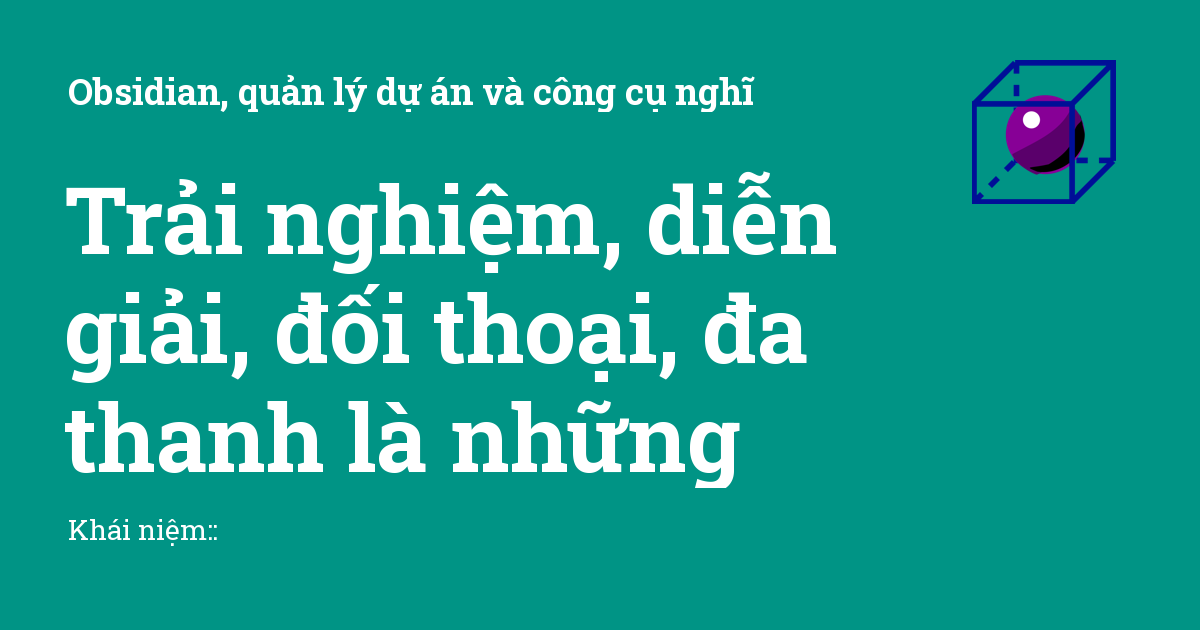 Obsidian, quản lý dự án và công cụ nghĩ
Trải nghiệm, diễn
giải, đối thoại, đa
thanh là những
Khái niệm::